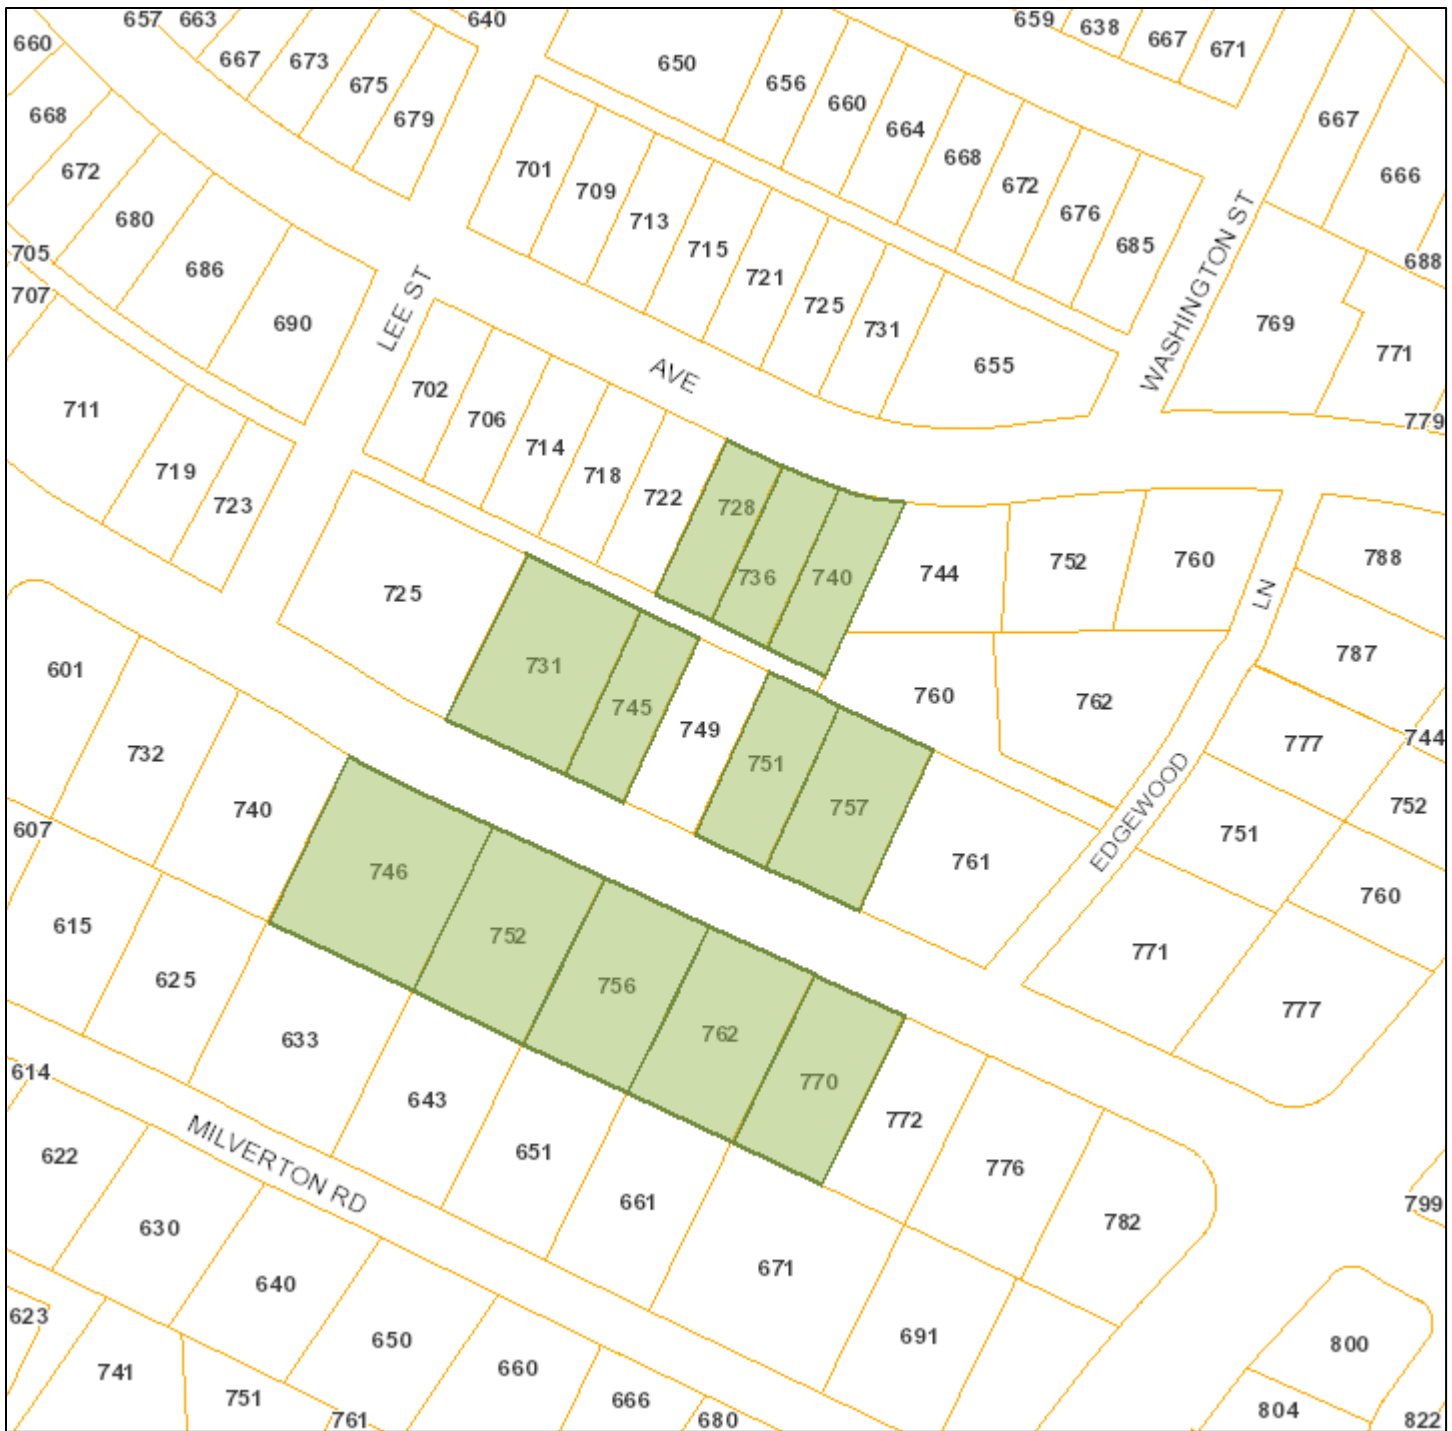 657 663 640 659 638
660 667 673 650 667 671
675 656
668 679 660 667
664
672 701 709 668 666
680 713 672 676
705 686 715 685 688
707 690 721 725 769
LEE ST 731 WASHINGTON ST 771
702 AVE 655
711 706 779
719 714 718
723 722 728
725 736 740 744 752 760 788
LN
601 731 745 787
732 749 760 762
740 751 757 777 744
607 761 EDGEWOOD 751 752
746 760
615 752 771
625 756 777
633 762
614 643 770 772
MILVERTON RD
622 651 776
630 661 782 799
640 671
623 650 691 800
741 660
751 666 804
761 680 822